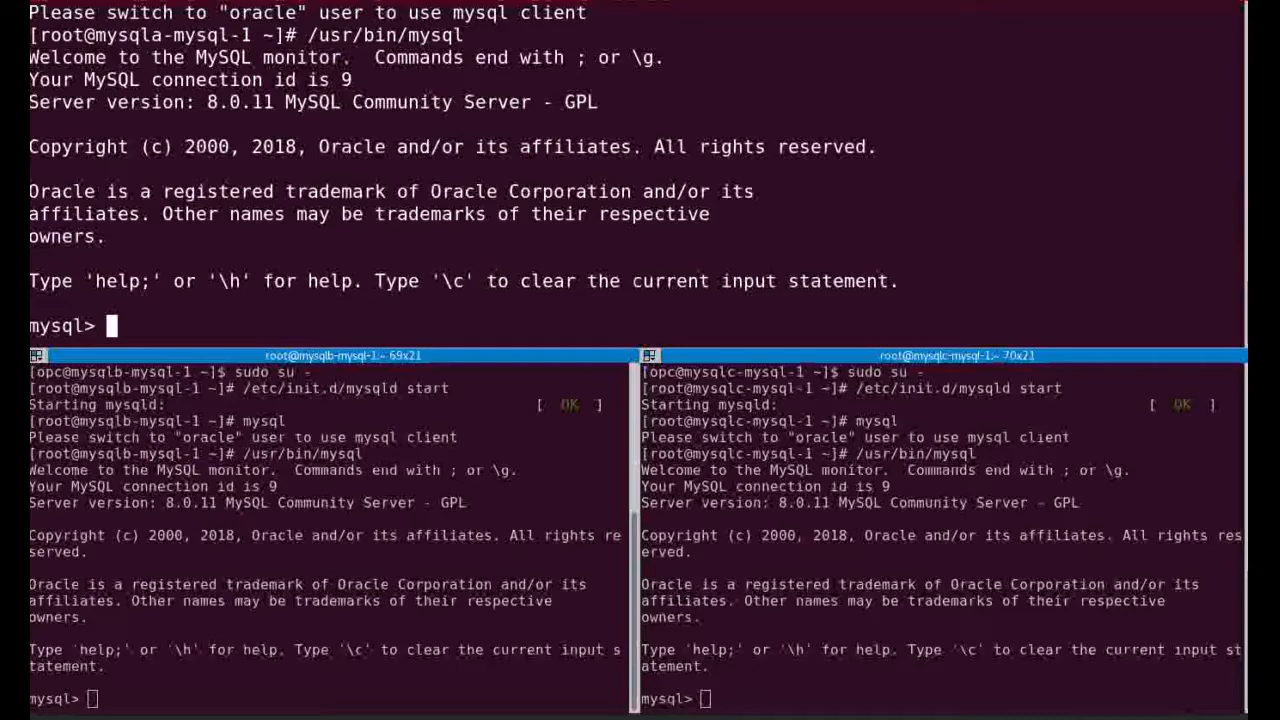 Please switch to "oracle" user to use mysql client
[root@mysqla-mysql-1 ~]# /usr/bin/mysql
Welcome to the MySQL monitor.  Commands end with ; or \g.
Your MySQL connection id is 9
Server version: 8.0.11 MySQL Community Server - GPL
Copyright (c) 2000, 2018, Oracle and/or its affiliates. All rights reserved.
Oracle is a registered trademark of Oracle Corporation and/or its
affiliates. Other names may be trademarks of their respective
owners.
Type 'help;' or '\h' for help. Type '\c' to clear the current input statement.
mysql>
root@mysqlb-mysql-1:~ 69x21
[opc@mysqlb-mysql-1 ~]$ sudo su -
[root@mysqlb-mysql-1 ~]# /etc/init.d/mysqld start
Starting mysqld:                                           [  OK  ]
[root@mysqlb-mysql-1 ~]# mysql
Please switch to "oracle" user to use mysql client
[root@mysqlb-mysql-1 ~]# /usr/bin/mysql
Welcome to the MySQL monitor.  Commands end with ; or \g.
Your MySQL connection id is 9
Server version: 8.0.11 MySQL Community Server - GPL
Copyright (c) 2000, 2018, Oracle and/or its affiliates. All rights re
served.
Oracle is a registered trademark of Oracle Corporation and/or its
affiliates. Other names may be trademarks of their respective
owners.
Type 'help;' or '\h' for help. Type '\c' to clear the current input s
tatement.
mysql>
root@mysqlc-mysql-1:~ 70x21
[opc@mysqlc-mysql-1 ~]$ sudo su -
[root@mysqlc-mysql-1 ~]# /etc/init.d/mysqld start
Starting mysqld:                                           [  OK  ]
[root@mysqlc-mysql-1 ~]# mysql
Please switch to "oracle" user to use mysql client
[root@mysqlc-mysql-1 ~]# /usr/bin/mysql
Welcome to the MySQL monitor.  Commands end with ; or \g.
Your MySQL connection id is 9
Server version: 8.0.11 MySQL Community Server - GPL
Copyright (c) 2000, 2018, Oracle and/or its affiliates. All rights res
erved.
Oracle is a registered trademark of Oracle Corporation and/or its
affiliates. Other names may be trademarks of their respective
owners.
Type 'help;' or '\h' for help. Type '\c' to clear the current input st
atement.
mysql>